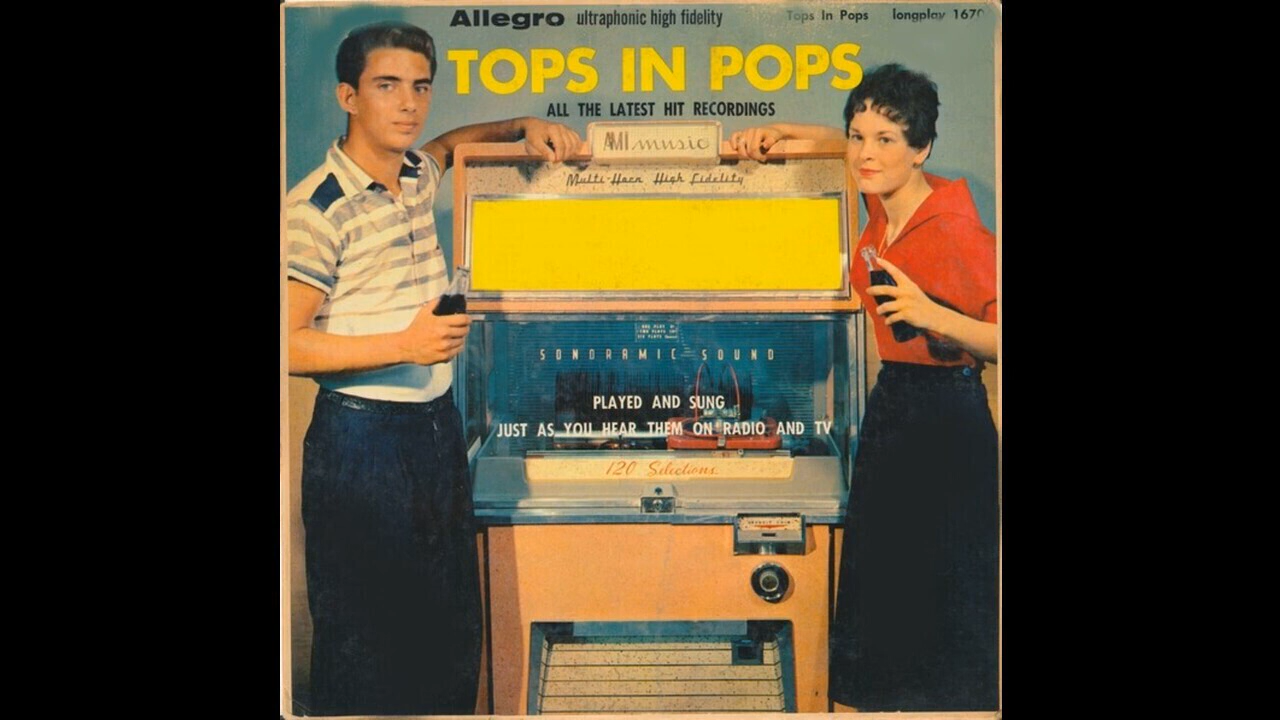 Allegro ultraphonic high fidelity
Tops In Pops longplay 1670
TOPS IN POPS
ALL THE LATEST HIT RECORDINGS
AMI music
Multi-Horn High Fidelity
SONORAMIC SOUND
PLAYED AND SUNG
JUST AS YOU HEAR THEM ON RADIO AND TV
120 Selections